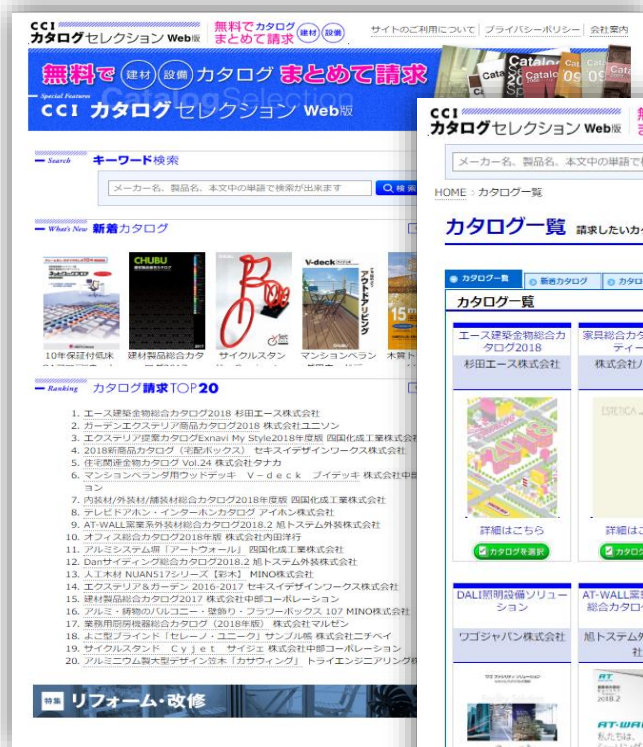 CCI
カタログセレクション Web版
無料でカタログ 建材 設備
まとめて請求
サイトのご利用について プライバシーポリシー 会社案内
無料で 建材 設備 カタログ まとめて請求
Special Features
CCI カタログセレクション Web版
Search キーワード検索
メーカー名、製品名、本文中の単語で検索が出来ます
What's New 新着カタログ
CHUBU
V-deck
アウトドアリビング
10年保証付低床
建材製品総合カタ
サイクルスタン
マンションベラン
木質ト
Ranking カタログ請求TOP20
1. エース建築金物総合カタログ2018 杉田エース株式会社
2. ガーデンエクステリア商品カタログ2018 株式会社ユニソン
3. エクステリア提案カタログExnavi My Style2018年度版 四国化成工業株式会社
4. 2018新商品カタログ（宅配ボックス） セキスイデザインワークス株式会社
5. 住宅関連金物カタログ Vol.24 株式会社タナカ
6. マンションベランダ用ウッドデッキ V－deck ブイデッキ 株式会社中部
ョン
7. 内装材/外装材/舗装材総合カタログ2018年度版 四国化成工業株式会社
8. テレビドアホン・インターホンカタログ アイホン株式会社
9. AT-WALL窯業系外装材総合カタログ2018.2 旭トステム外装株式会社
10. オフィス総合カタログ2018年版 株式会社内田洋行
11. アルミシステム塀「アートウォール」 四国化成工業株式会社
12. Danサイディング総合カタログ2018.2 旭トステム外装株式会社
13. 人工木材 NUANS17シリーズ【彩木】 MINO株式会社
14. エクステリア＆ガーデン 2016-2017 セキスイデザインワークス株式会社
15. 建材製品総合カタログ2017 株式会社中部コーポレーション
16. アルミ・鋳物のバルコニー・壁飾り・フラワーボックス 107 MINO株式会社
17. 業務用厨房機器総合カタログ（2018年版） 株式会社マルゼン
18. よこ型ブラインド「セレーノ・ユニーク」サンプル帳 株式会社ニチベイ
19. サイクルスタンド Ｃｙｊｅｔ サイジェ 株式会社中部コーポレーション
20. アルミニウム製大型デザイン笠木「カサウィング」 トライエンジニアリング株
特集 リフォーム・改修
CCI
カタログセレクション Web版
メーカー名、製品名、本文中の単語で
HOME カタログ一覧
カタログ一覧 請求したいカ
カタログ一覧 新着カタログ カタロ
カタログ一覧
エース建築金物総合カ
タログ2018
杉田エース株式会社
詳細はこちら
カタログを選択
家具総合カ
ティー
株式会社
ESTETICA
詳細は
カタログ
DALI照明設備ソリュー
ション
ワゴジャパン株式会社
AT-WALL窯
総合カタロ
旭トステム外
社
AT
2018.2
AT-WA
私たちは、